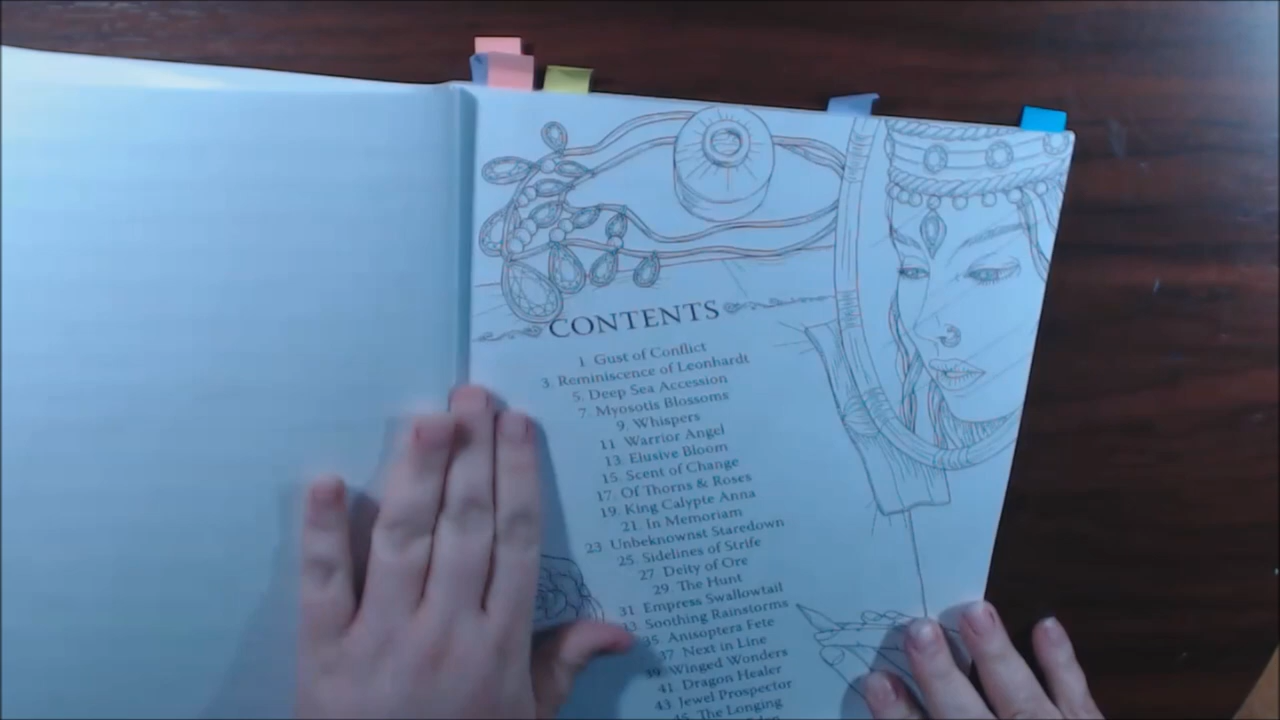 CONTENTS
1 Gust of Conflict
3. Reminiscence of Leonhardt
5. Deep Sea Accession
7. Myosotis Blossoms
9. Whispers
11 Warrior Angel
13. Elusive Bloom
15. Scent of Change
17. Of Thorns & Roses
19. King Calypte Anna
21. In Memoriam
23 Unbeknownst Staredown
25. Sidelines of Strife
27. Deity of Ore
29. The Hunt
31. Empress Swallowtail
33. Soothing Rainstorms
35. Anisoptera Fete
37. Next in Line
39. Winged Wonders
41. Dragon Healer
43 Jewel Prospector
45. The Longing